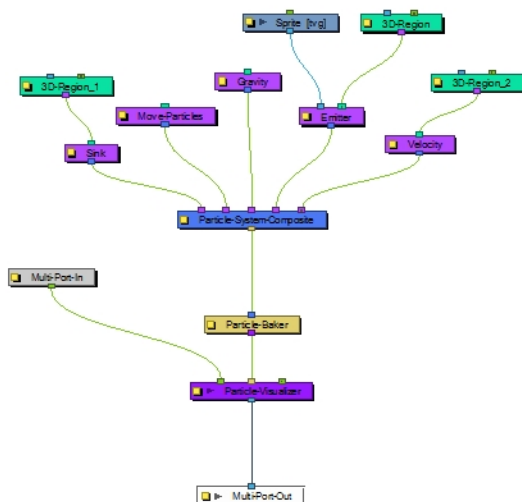 Sprite [tvg]
3D-Region
3D-Region_1
Gravity
3D-Region_2
Move-Particles
Emitter
Sink
Velocity
Particle-System-Composite
Multi-Port-In
Particle-Baker
Particle-Visualizer
Multi-Port-Out